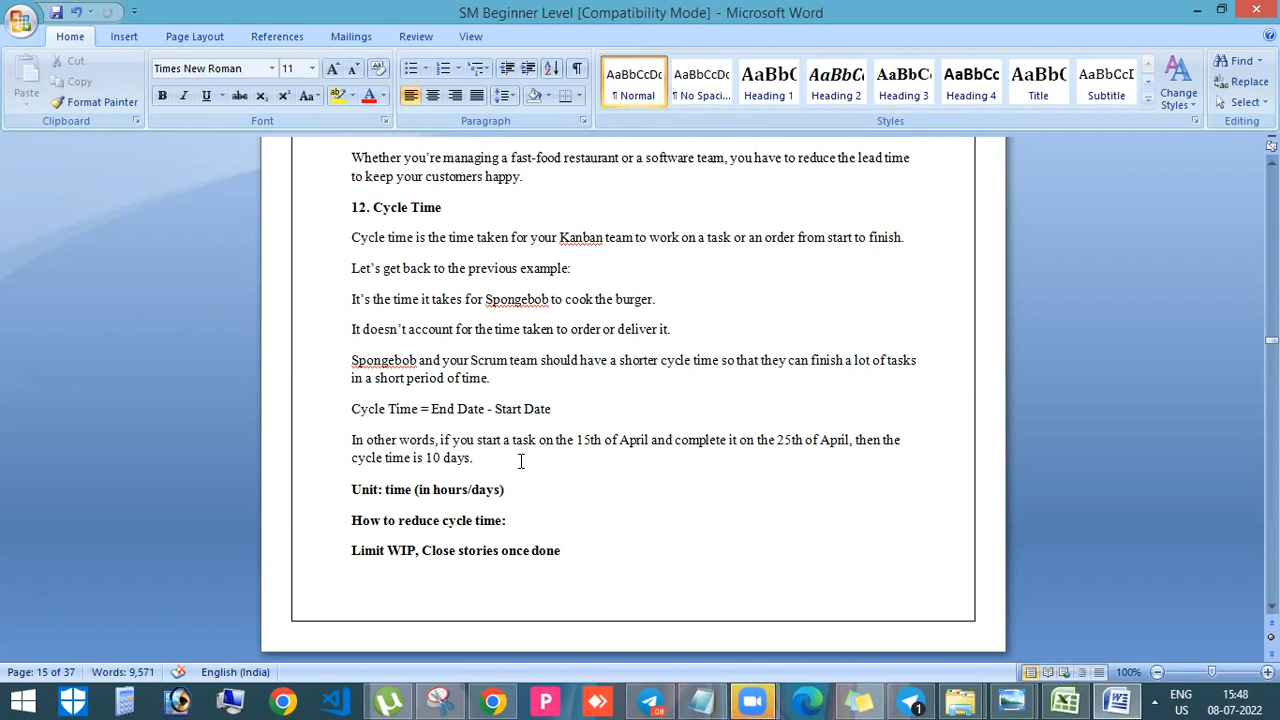 SM Beginner Level [Compatibility Mode] - Microsoft Word
Home Insert Page Layout References Mailings Review View
Paste
Cut
Copy
Format Painter
Clipboard
Times New Roman 11
Font
Paragraph
AaBbCcDc AaBbCcDc AaBbC AaBbCc AaBbCc AaBbCc AaBbC AaBbCcI
¶ Normal ¶ No Spaci... Heading 1 Heading 2 Heading 3 Heading 4 Title Subtitle
Change Styles
Styles
Find
Replace
Select
Editing
Whether you're managing a fast-food restaurant or a software team, you have to reduce the lead time
to keep your customers happy.
12. Cycle Time
Cycle time is the time taken for your Kanban team to work on a task or an order from start to finish.
Let's get back to the previous example:
It's the time it takes for Spongebob to cook the burger.
It doesn't account for the time taken to order or deliver it.
Spongebob and your Scrum team should have a shorter cycle time so that they can finish a lot of tasks
in a short period of time.
Cycle Time = End Date - Start Date
In other words, if you start a task on the 15th of April and complete it on the 25th of April, then the
cycle time is 10 days.
Unit: time (in hours/days)
How to reduce cycle time:
Limit WIP, Close stories once done
Page: 15 of 37 Words: 9,571 English (India) 100%
ENG 15:48
US 08-07-2022